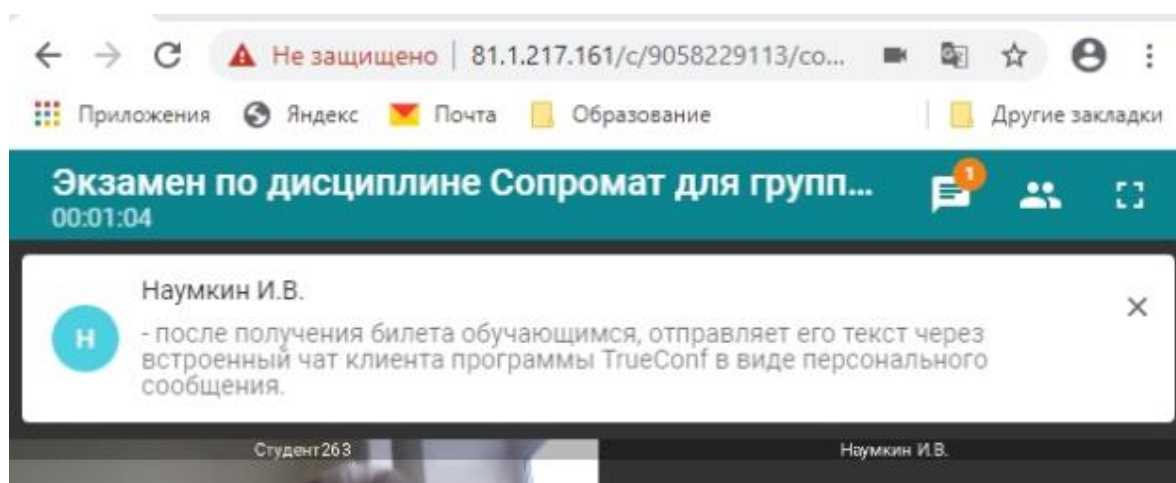 Не защищено | 81.1.217.161/c/9058229113/co...
Приложения Яндекс Почта Образование Другие закладки
Экзамен по дисциплине Сопромат для групп... 1
00:01:04
Наумкин И.В.
Н
- после получения билета обучающимся, отправляет его текст через
встроенный чат клиента программы TrueConf в виде персонального
сообщения.
Студент263 Наумкин И.В.